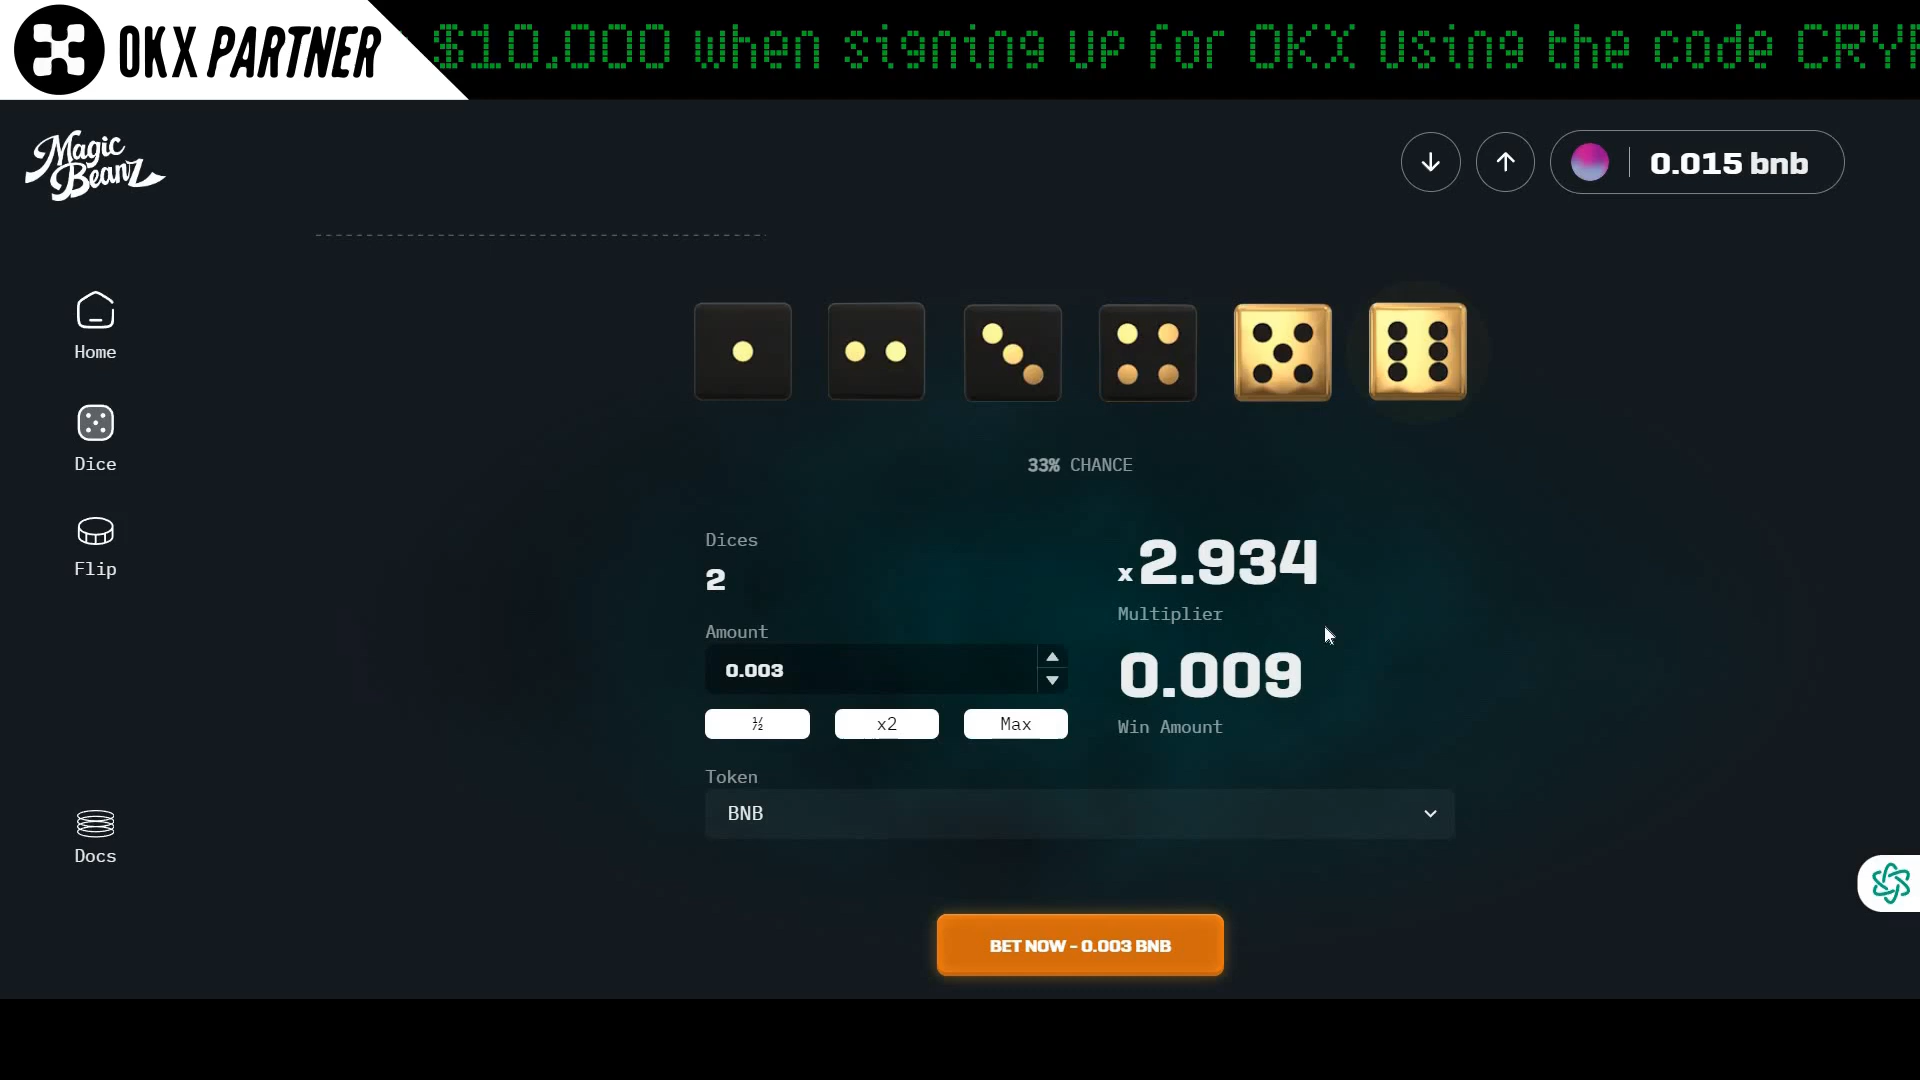 OKX PARTNER
$10.000 when signing up for OKX using the code
Magic
Beanz
0.015 bnb
Home
Dice
Flip
Docs
33% CHANCE
Dices
2
x2.934
Multiplier
Amount
0.003
0.009
Win Amount
½
x2
Max
Token
BNB
BET NOW - 0.003 BNB